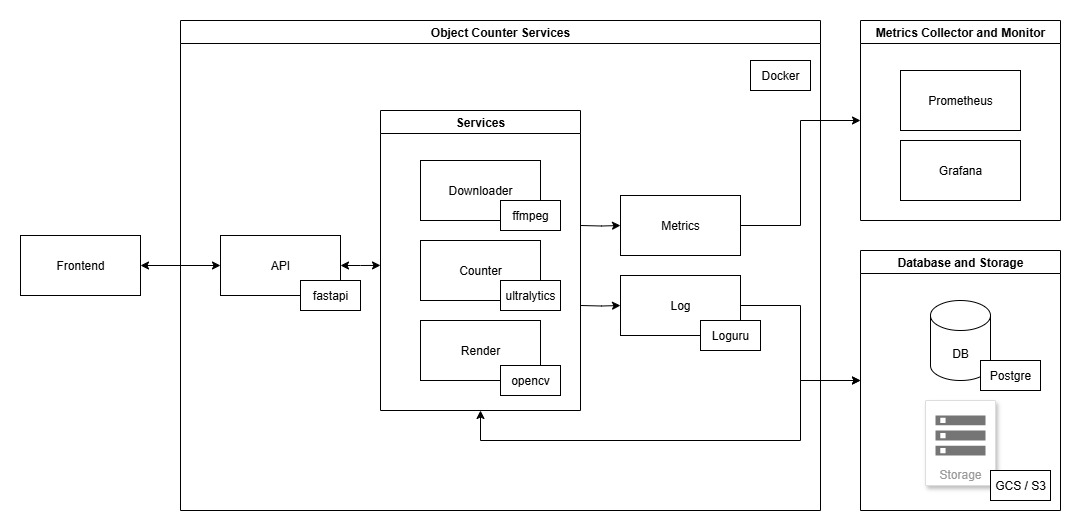 Object Counter Services
Metrics Collector and Monitor
Docker
Prometheus
Grafana
Services
Downloader
ffmpeg
Metrics
Frontend
API
fastapi
Counter
ultralytics
Log
Loguru
Render
opencv
Database and Storage
DB
Postgre
Storage
GCS / S3